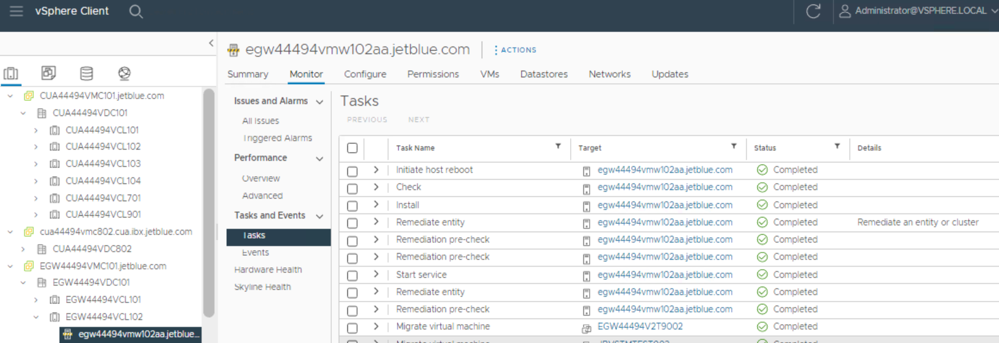 vSphere Client
Administrator@VSPHERE.LOCAL
egw44494vmw102aa.jetblue.com
ACTIONS
Summary Monitor Configure Permissions VMs Datastores Networks Updates
CUA44494VMC101.jetblue.com
CUA44494VDC101
CUA44494VCL101
CUA44494VCL102
CUA44494VCL103
CUA44494VCL104
CUA44494VCL701
CUA44494VCL901
cua44494vmc802.cua.ibx.jetblue.com
CUA44494VDC802
EGW44494VMC101.jetblue.com
EGW44494VDC101
EGW44494VCL101
EGW44494VCL102
egw44494vmw102aa.jetblue...
Issues and Alarms
All Issues
Triggered Alarms
Performance
Overview
Advanced
Tasks and Events
Tasks
Events
Hardware Health
Skyline Health
Tasks
PREVIOUS NEXT
Task Name Target Status Details
Initiate host reboot egw44494vmw102aa.jetblue.com Completed
Check egw44494vmw102aa.jetblue.com Completed
Install egw44494vmw102aa.jetblue.com Completed
Remediate entity egw44494vmw102aa.jetblue.com Completed Remediate an entity or cluster
Remediation pre-check egw44494vmw102aa.jetblue.com Completed
Remediation pre-check egw44494vmw102aa.jetblue.com Completed
Start service egw44494vmw102aa.jetblue.com Completed
Remediate entity egw44494vmw102aa.jetblue.com Completed
Remediation pre-check egw44494vmw102aa.jetblue.com Completed
Migrate virtual machine EGW44494V2T9002 Completed
Migrate virtual machine Completed